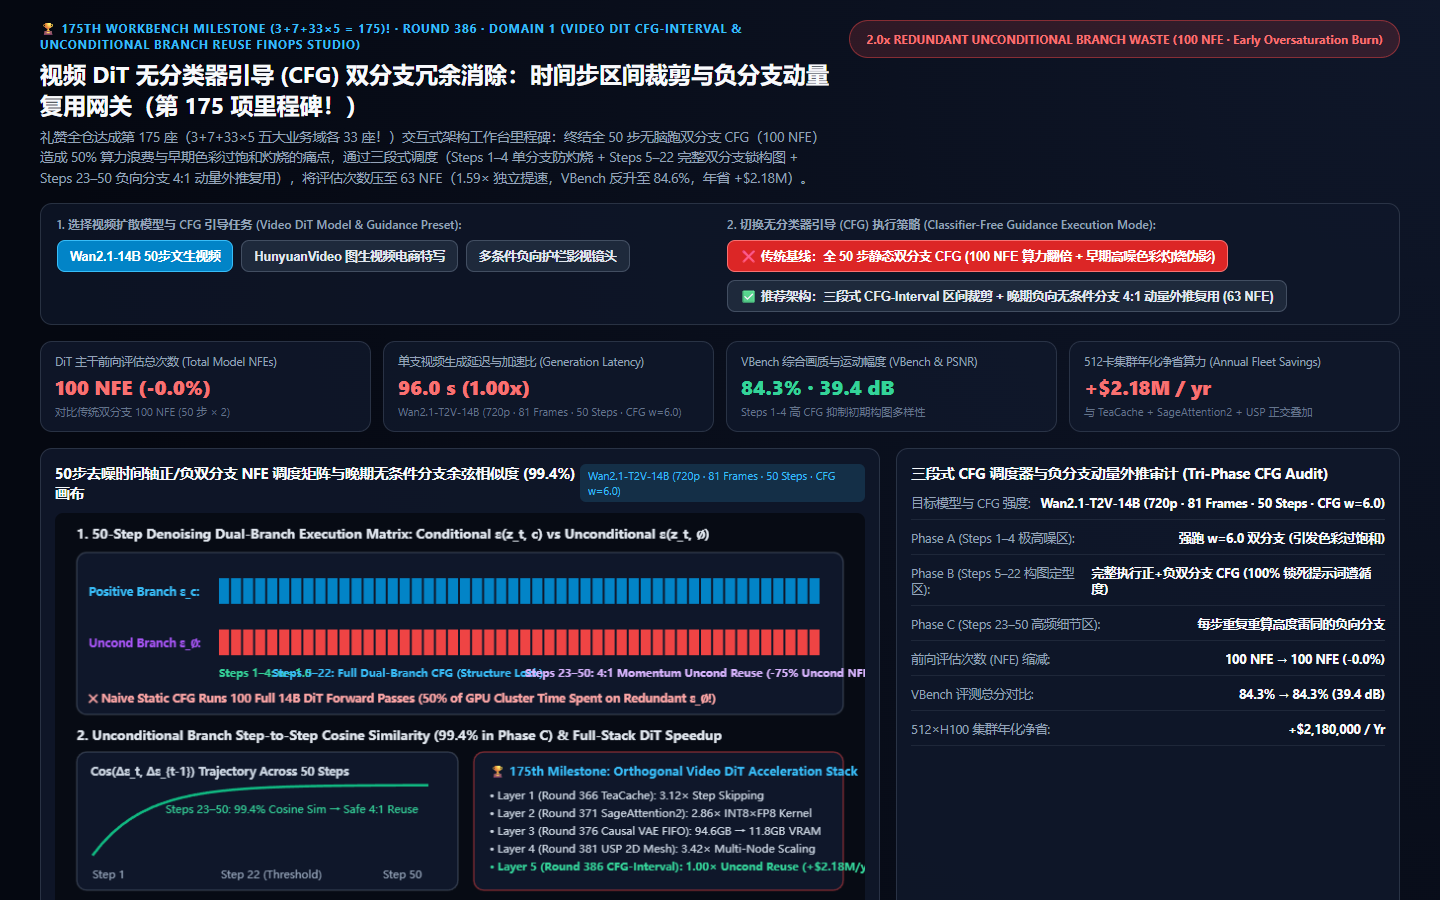 🏆 175TH WORKBENCH MILESTONE (3+7+33×5 = 175)! · ROUND 386 · DOMAIN 1 (VIDEO DIT CFG-INTERVAL &
UNCONDITIONAL BRANCH REUSE FINOPS STUDIO)
2.0x REDUNDANT UNCONDITIONAL BRANCH WASTE (100 NFE · Early Oversaturation Burn)
视频 DiT 无分类器引导 (CFG) 双分支冗余消除：时间步区间裁剪与负分支动量
复用网关（第 175 项里程碑！）
礼赞全仓达成第 175 座（3+7+33×5 五大业务域各 33 座！）交互式架构工作台里程碑：终结全 50 步无脑跑双分支 CFG（100 NFE）
造成 50% 算力浪费与早期色彩过饱和灼烧的痛点，通过三段式调度（Steps 1–4 单分支防灼烧 + Steps 5–22 完整双分支锁构图 +
Steps 23–50 负向分支 4:1 动量外推复用），将评估次数压至 63 NFE（1.59× 独立提速，VBench 反升至 84.6%，年省 +$2.18M）。
1. 选择视频扩散模型与 CFG 引导任务 (Video DiT Model & Guidance Preset):
Wan2.1-14B 50步文生视频
HunyuanVideo 图生视频电商特写
多条件负向护栏影视镜头
2. 切换无分类器引导 (CFG) 执行策略 (Classifier-Free Guidance Execution Mode):
❌ 传统基线：全 50 步静态双分支 CFG (100 NFE 算力翻倍 + 早期高噪色彩灼烧伪影)
✅ 推荐架构：三段式 CFG-Interval 区间裁剪 + 晚期负向无条件分支 4:1 动量外推复用 (63 NFE)
DiT 主干前向评估总次数 (Total Model NFEs)
100 NFE (-0.0%)
对比传统双分支 100 NFE (50 步 × 2)
单支视频生成延迟与加速比 (Generation Latency)
96.0 s (1.00x)
Wan2.1-T2V-14B (720p · 81 Frames · 50 Steps · CFG w=6.0)
VBench 综合画质与运动幅度 (VBench & PSNR)
84.3% · 39.4 dB
Steps 1-4 高 CFG 抑制初期构图多样性
512卡集群年化净省算力 (Annual Fleet Savings)
+$2.18M / yr
与 TeaCache + SageAttention2 + USP 正交叠加
50步去噪时间轴正/负双分支 NFE 调度矩阵与晚期无条件分支余弦相似度 (99.4%)
画布
Wan2.1-T2V-14B (720p · 81 Frames · 50 Steps · CFG
w=6.0)
1. 50-Step Denoising Dual-Branch Execution Matrix: Conditional ε(z_t, c) vs Unconditional ε(z_t, ∅)
Positive Branch ε_c:
Uncond Branch ε_∅:
Steps 1–4: w=1.0
Steps 5–22: Full Dual-Branch CFG (Structure Lock)
Steps 23–50: 4:1 Momentum Uncond Reuse (-75% Uncond NF
❌ Naive Static CFG Runs 100 Full 14B DiT Forward Passes (50% of GPU Cluster Time Spent on Redundant ε_∅!)
2. Unconditional Branch Step-to-Step Cosine Similarity (99.4% in Phase C) & Full-Stack DiT Speedup
Cos(Δε_t, Δε_{t-1}) Trajectory Across 50 Steps
Steps 23–50: 99.4% Cosine Sim → Safe 4:1 Reuse
Step 1
Step 22 (Threshold)
Step 50
🏆 175th Milestone: Orthogonal Video DiT Acceleration Stack
• Layer 1 (Round 366 TeaCache): 3.12× Step Skipping
• Layer 2 (Round 371 SageAttention2): 2.86× INT8×FP8 Kernel
• Layer 3 (Round 376 Causal VAE FIFO): 94.6GB → 11.8GB VRAM
• Layer 4 (Round 381 USP 2D Mesh): 3.42× Multi-Node Scaling
• Layer 5 (Round 386 CFG-Interval): 1.00× Uncond Reuse (+$2.18M/y
三段式 CFG 调度器与负分支动量外推审计 (Tri-Phase CFG Audit)
目标模型与 CFG 强度: Wan2.1-T2V-14B (720p · 81 Frames · 50 Steps · CFG w=6.0)
Phase A (Steps 1–4 极高噪区): 强跑 w=6.0 双分支 (引发色彩过饱和)
Phase B (Steps 5–22 构图定型
区):
完整执行正+负双分支 CFG (100% 锁死提示词遵循
度)
Phase C (Steps 23–50 高频细节区): 每步重复重算高度雷同的负向分支
前向评估次数 (NFE) 缩减: 100 NFE → 100 NFE (-0.0%)
VBench 评测总分对比: 84.3% → 84.3% (39.4 dB)
512×H100 集群年化净省: +$2,180,000 / Yr